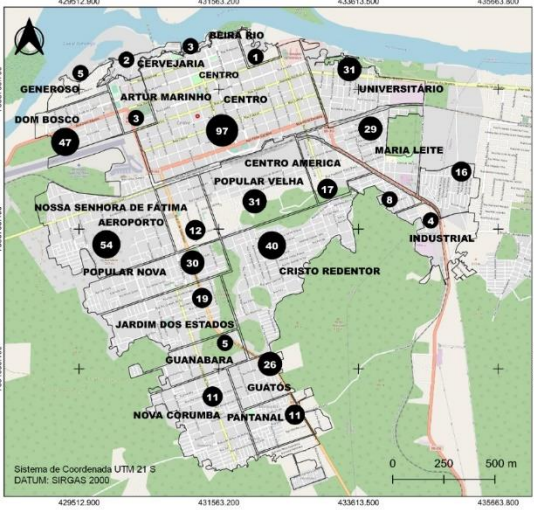 429512.900 431563.200 433613.500 435663.800
BEIRA RIO
3
2
CERVEJARIA
1
5
CENTRO
31
GENEROSO
ARTUR MARINHO
CENTRO
UNIVERSITÁRIO
DOM BOSCO
3
97
29
47
MARIA LEITE
CENTRO AMERICA
16
POPULAR VELHA
17
NOSSA SENHORA DE FÁTIMA
31
8
AEROPORTO
4
12
INDUSTRIAL
54
40
30
POPULAR NOVA
CRISTO REDENTOR
19
JARDIM DOS ESTADOS
5
GUANABARA
26
GUATÓS
11
NOVA CORUMBA
PANTANAL
11
Sistema de Coordenada UTM 21 S
DATUM: SIRGAS 2000
0 250 500 m
429512.900 431563.200 433613.500 435663.800